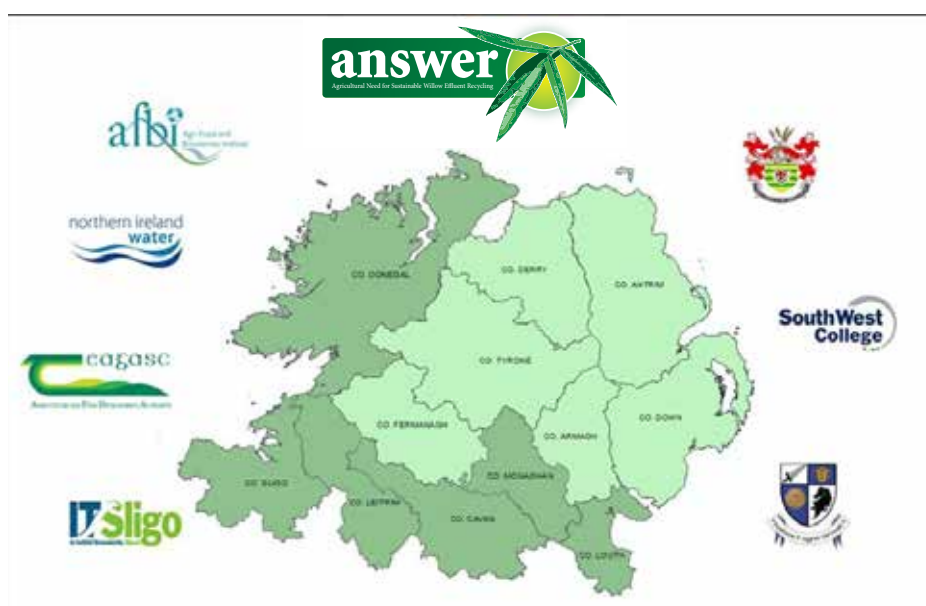 answer
Agricultural Need for Sustainable Willow Effluent Recycling
afbi
northern ireland
water
SouthWest
College
eagasc
IT Sligo
CO. DONEGAL
CO. DERRY
CO. ANTRIM
CO. TYRONE
CO. FERMANAGH
CO. ARMAGH
CO. DOWN
CO. MONAGHAN
CO. SLIGO
CO. LEITRIM
CO. CAVAN
CO. LOUTH